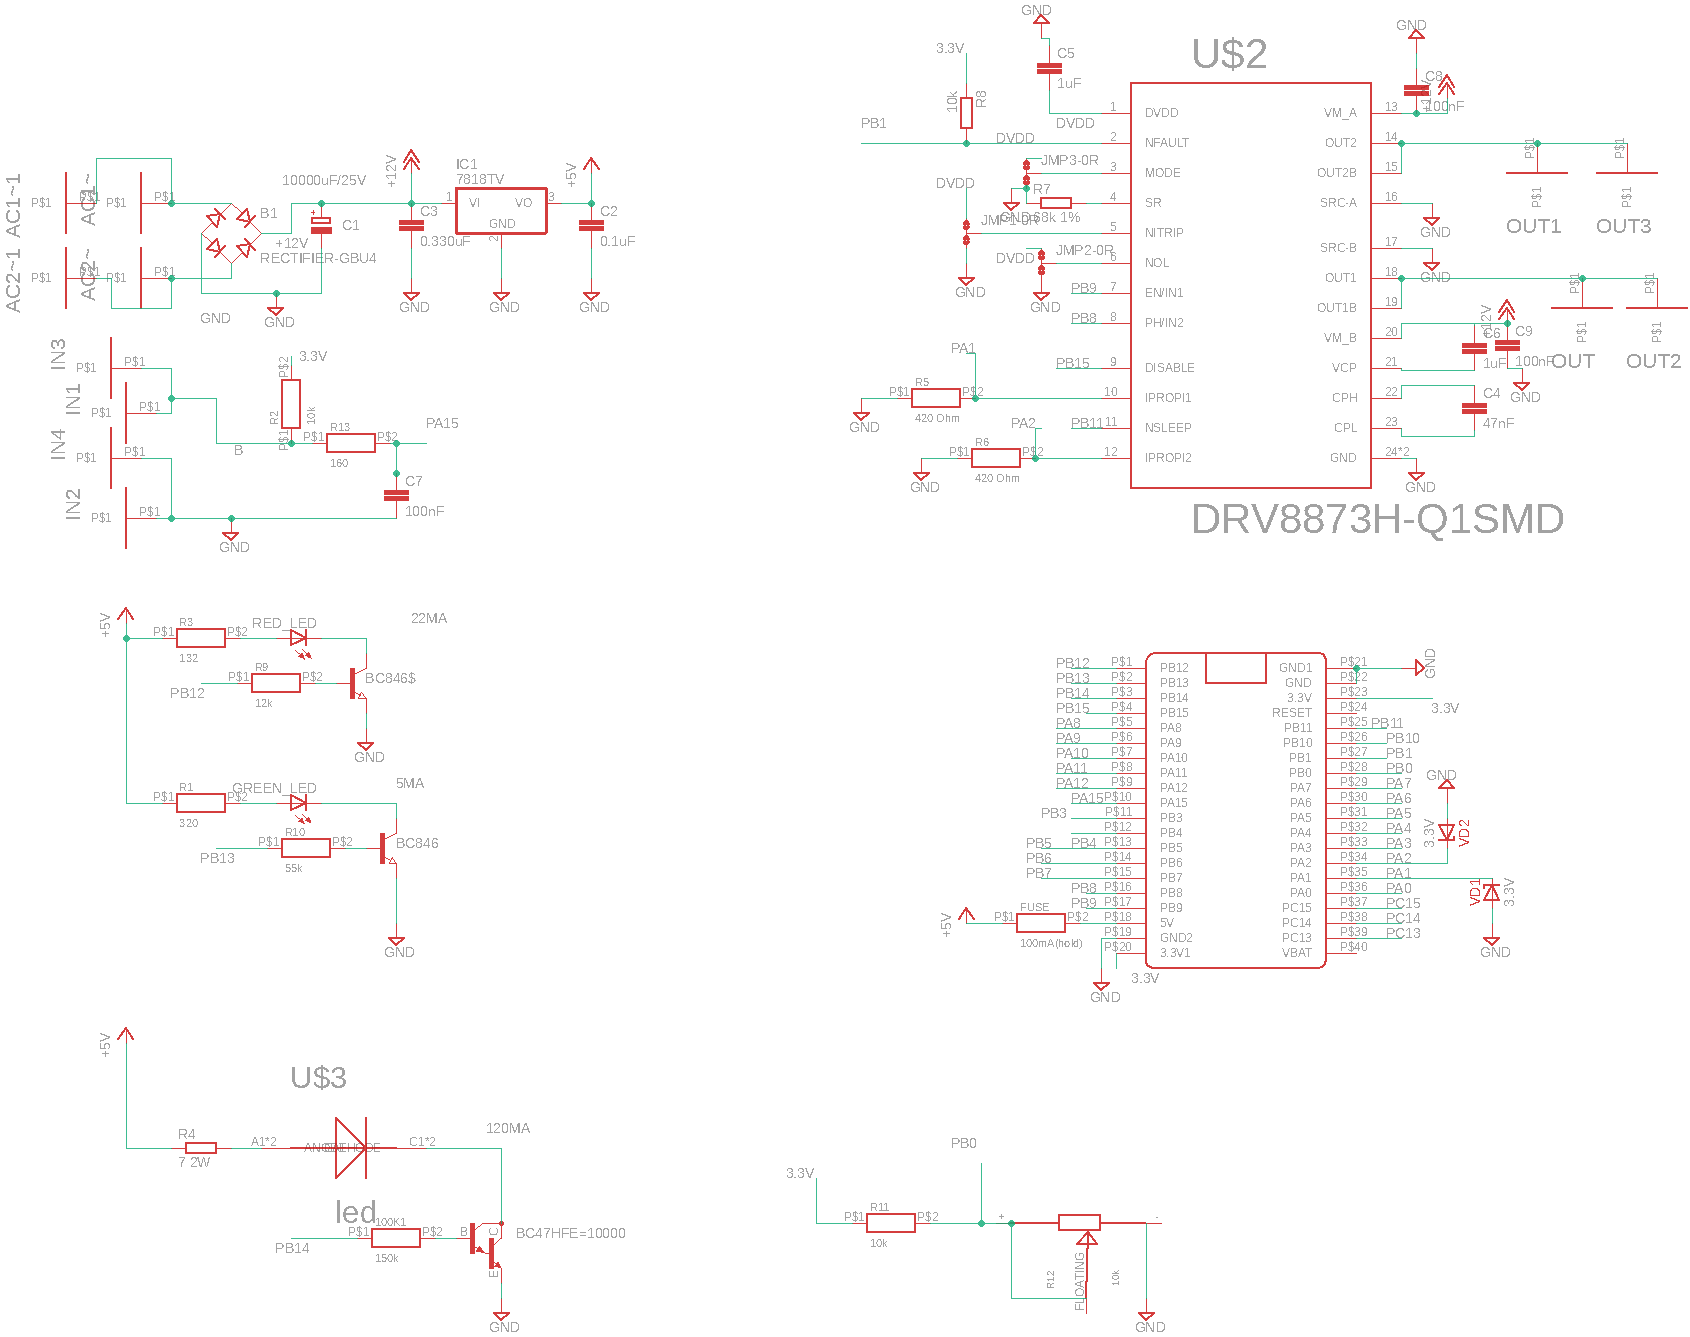 AC1~1
P$1
P$1
AC1~
P$1
AC2~1
P$1
P$1
AC2~
P$1
10000uF/25V
B1
+
C1
+12V
RECTIFIER-GBU4
GND
GND
+12V
C3
0.330uF
GND
IC1
7818TV
1
VI
VO
3
GND
2
GND
+5V
C2
0.1uF
GND
IN3
P$1
IN1
P$1
P$1
P$1
IN4
P$1
P$1
IN2
P$1
P$1
GND
3.3V
P$2
R2
10k
P$1
B
P$1
R13
P$2
160
PA15
C7
100nF
U$2
DRV8873H-Q1SMD
GND
C5
1uF
3.3V
10k
R8
PB1
DVDD
DVDD
JMP3-0R
DVDD
R7
GND
68k 1%
JMP1-0R
GND
DVDD
JMP2-0R
GND
PB9
PB8
PB15
PA1
P$1
R5
P$2
420 Ohm
GND
PA2
PB11
P$1
R6
P$2
420 Ohm
GND
1 DVDD
2 NFAULT
3 MODE
4 SR
5 NITRIP
6 NOL
7 EN/IN1
8 PH/IN2
9 DISABLE
10 IPROPI1
11 NSLEEP
12 IPROPI2
VM_A 13
OUT2 14
OUT2B 15
SRC-A 16
SRC-B 17
OUT1 18
OUT1B 19
VM_B 20
VCP 21
CPH 22
CPL 23
GND 24*2
GND
C8
+12V
100nF
P$1
P$1
OUT1
P$1
P$1
OUT3
GND
GND
P$1
P$1
OUT
P$1
P$1
OUT2
+12V
C6
1uF
C9
100nF
GND
C4
47nF
GND
+5V
P$1
R3
P$2
132
RED_LED
22MA
P$1
R9
P$2
12k
PB12
BC846$
GND
P$1
R1
P$2
320
GREEN_LED
5MA
P$1
R10
P$2
55k
PB13
BC846
GND
PB12 P$1 PB12
PB13 P$2 PB13
PB14 P$3 PB14
PB15 P$4 PB15
PA8 P$5 PA8
PA9 P$6 PA9
PA10 P$7 PA10
PA11 P$8 PA11
PA12 P$9 PA12
PA15 P$10 PA15
PB3 P$11 PB3
P$12 PB4
PB5 PB4 P$13 PB5
PB6 P$14 PB6
PB7 P$15 PB7
PB8 P$16 PB8
PB9 P$17 PB9
P$18 5V
P$19 GND2
P$20 3.3V1
+5V
P$1
FUSE
P$2
100mA(hold)
GND
3.3V
GND1 P$21
GND P$22
3.3V P$23
RESET P$24
PB11 P$25 PB11
PB10 P$26 PB10
PB1 P$27 PB1
PB0 P$28 PB0
PA7 P$29 PA7
PA6 P$30 PA6
PA5 P$31 PA5
PA4 P$32 PA4
PA3 P$33 PA3
PA2 P$34 PA2
PA1 P$35 PA1
PA0 P$36 PA0
PC15 P$37 PC15
PC14 P$38 PC14
PC13 P$39 PC13
VBAT P$40
GND
3.3V
GND
3.3V
VD2
VD1
3.3V
GND
+5V
U$3
R4
7 2W
A1*2
C1*2
led
120MA
P$1
100K1
P$2
150k
PB14
B
C
E
BC47HFE=10000
GND
3.3V
P$1
R11
P$2
10k
PB0
+
-
R12
FLOATING
10k
GND